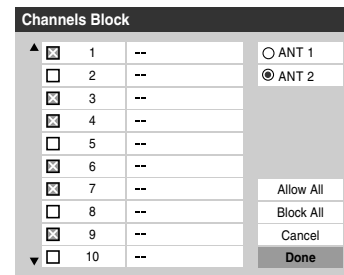 Channels Block
1 -- ANT 1
2 -- ANT 2
3 --
4 --
5 --
6 --
7 -- Allow All
8 -- Block All
9 -- Cancel
10 -- Done